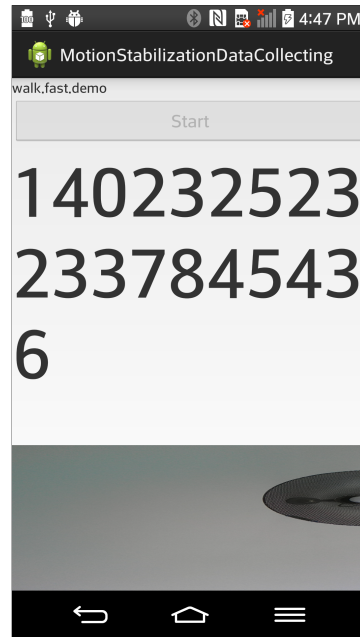 4:47 PM
MotionStabilizationDataCollecting
walk,fast,demo
Start
140232523
233784543
6